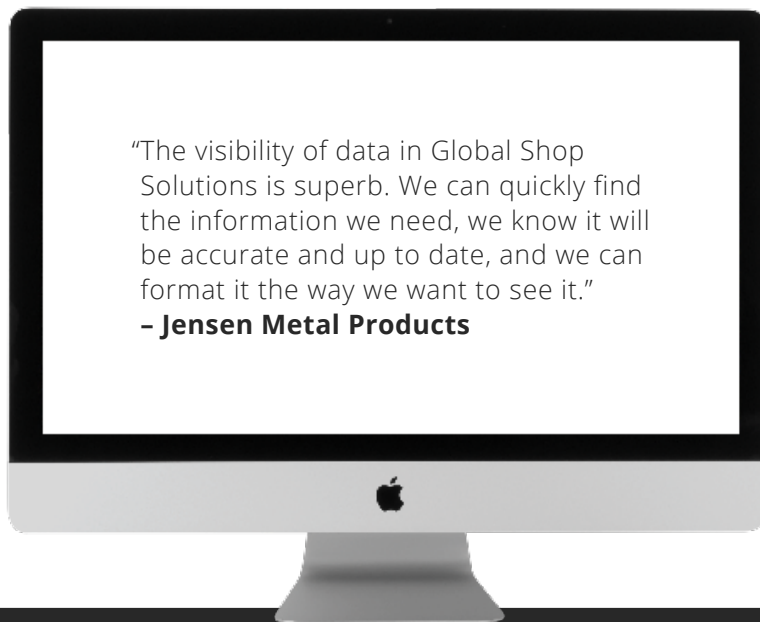 “The visibility of data in Global Shop
Solutions is superb. We can quickly find
the information we need, we know it will
be accurate and up to date, and we can
format it the way we want to see it.”
– Jensen Metal Products